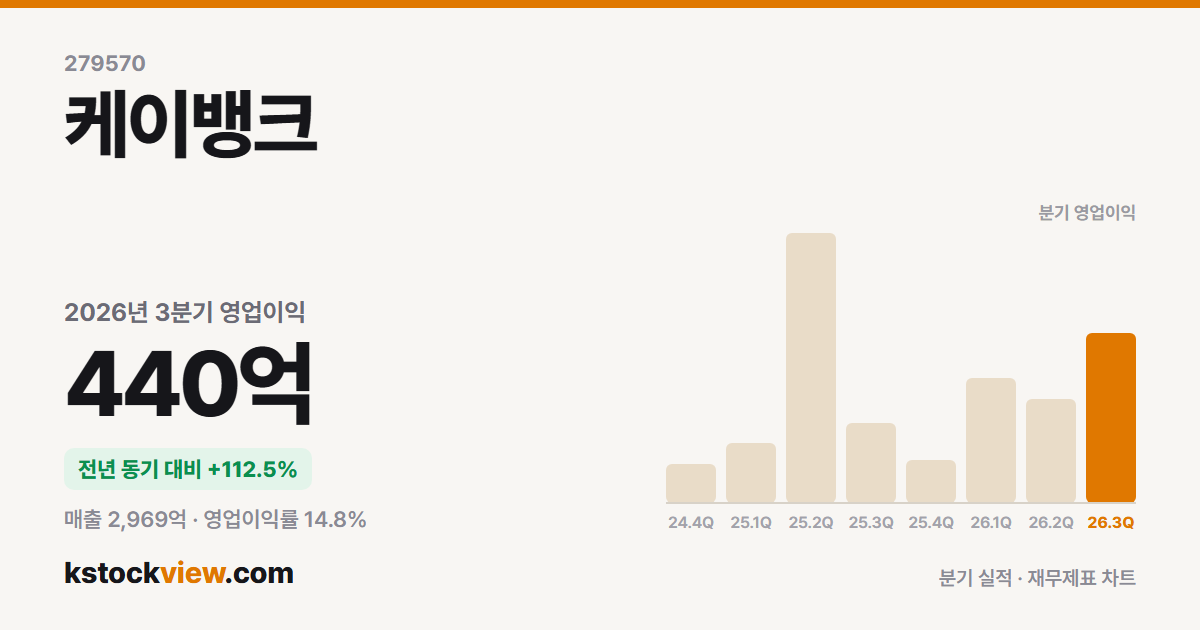 279570
케이뱅크
분기 영업이익
2026년 3분기 영업이익
440억
전년 동기 대비 +112.5%
매출 2,969억 · 영업이익률 14.8%
24.4Q 25.1Q 25.2Q 25.3Q 25.4Q 26.1Q 26.2Q 26.3Q
kstockview.com
분기 실적 · 재무제표 차트